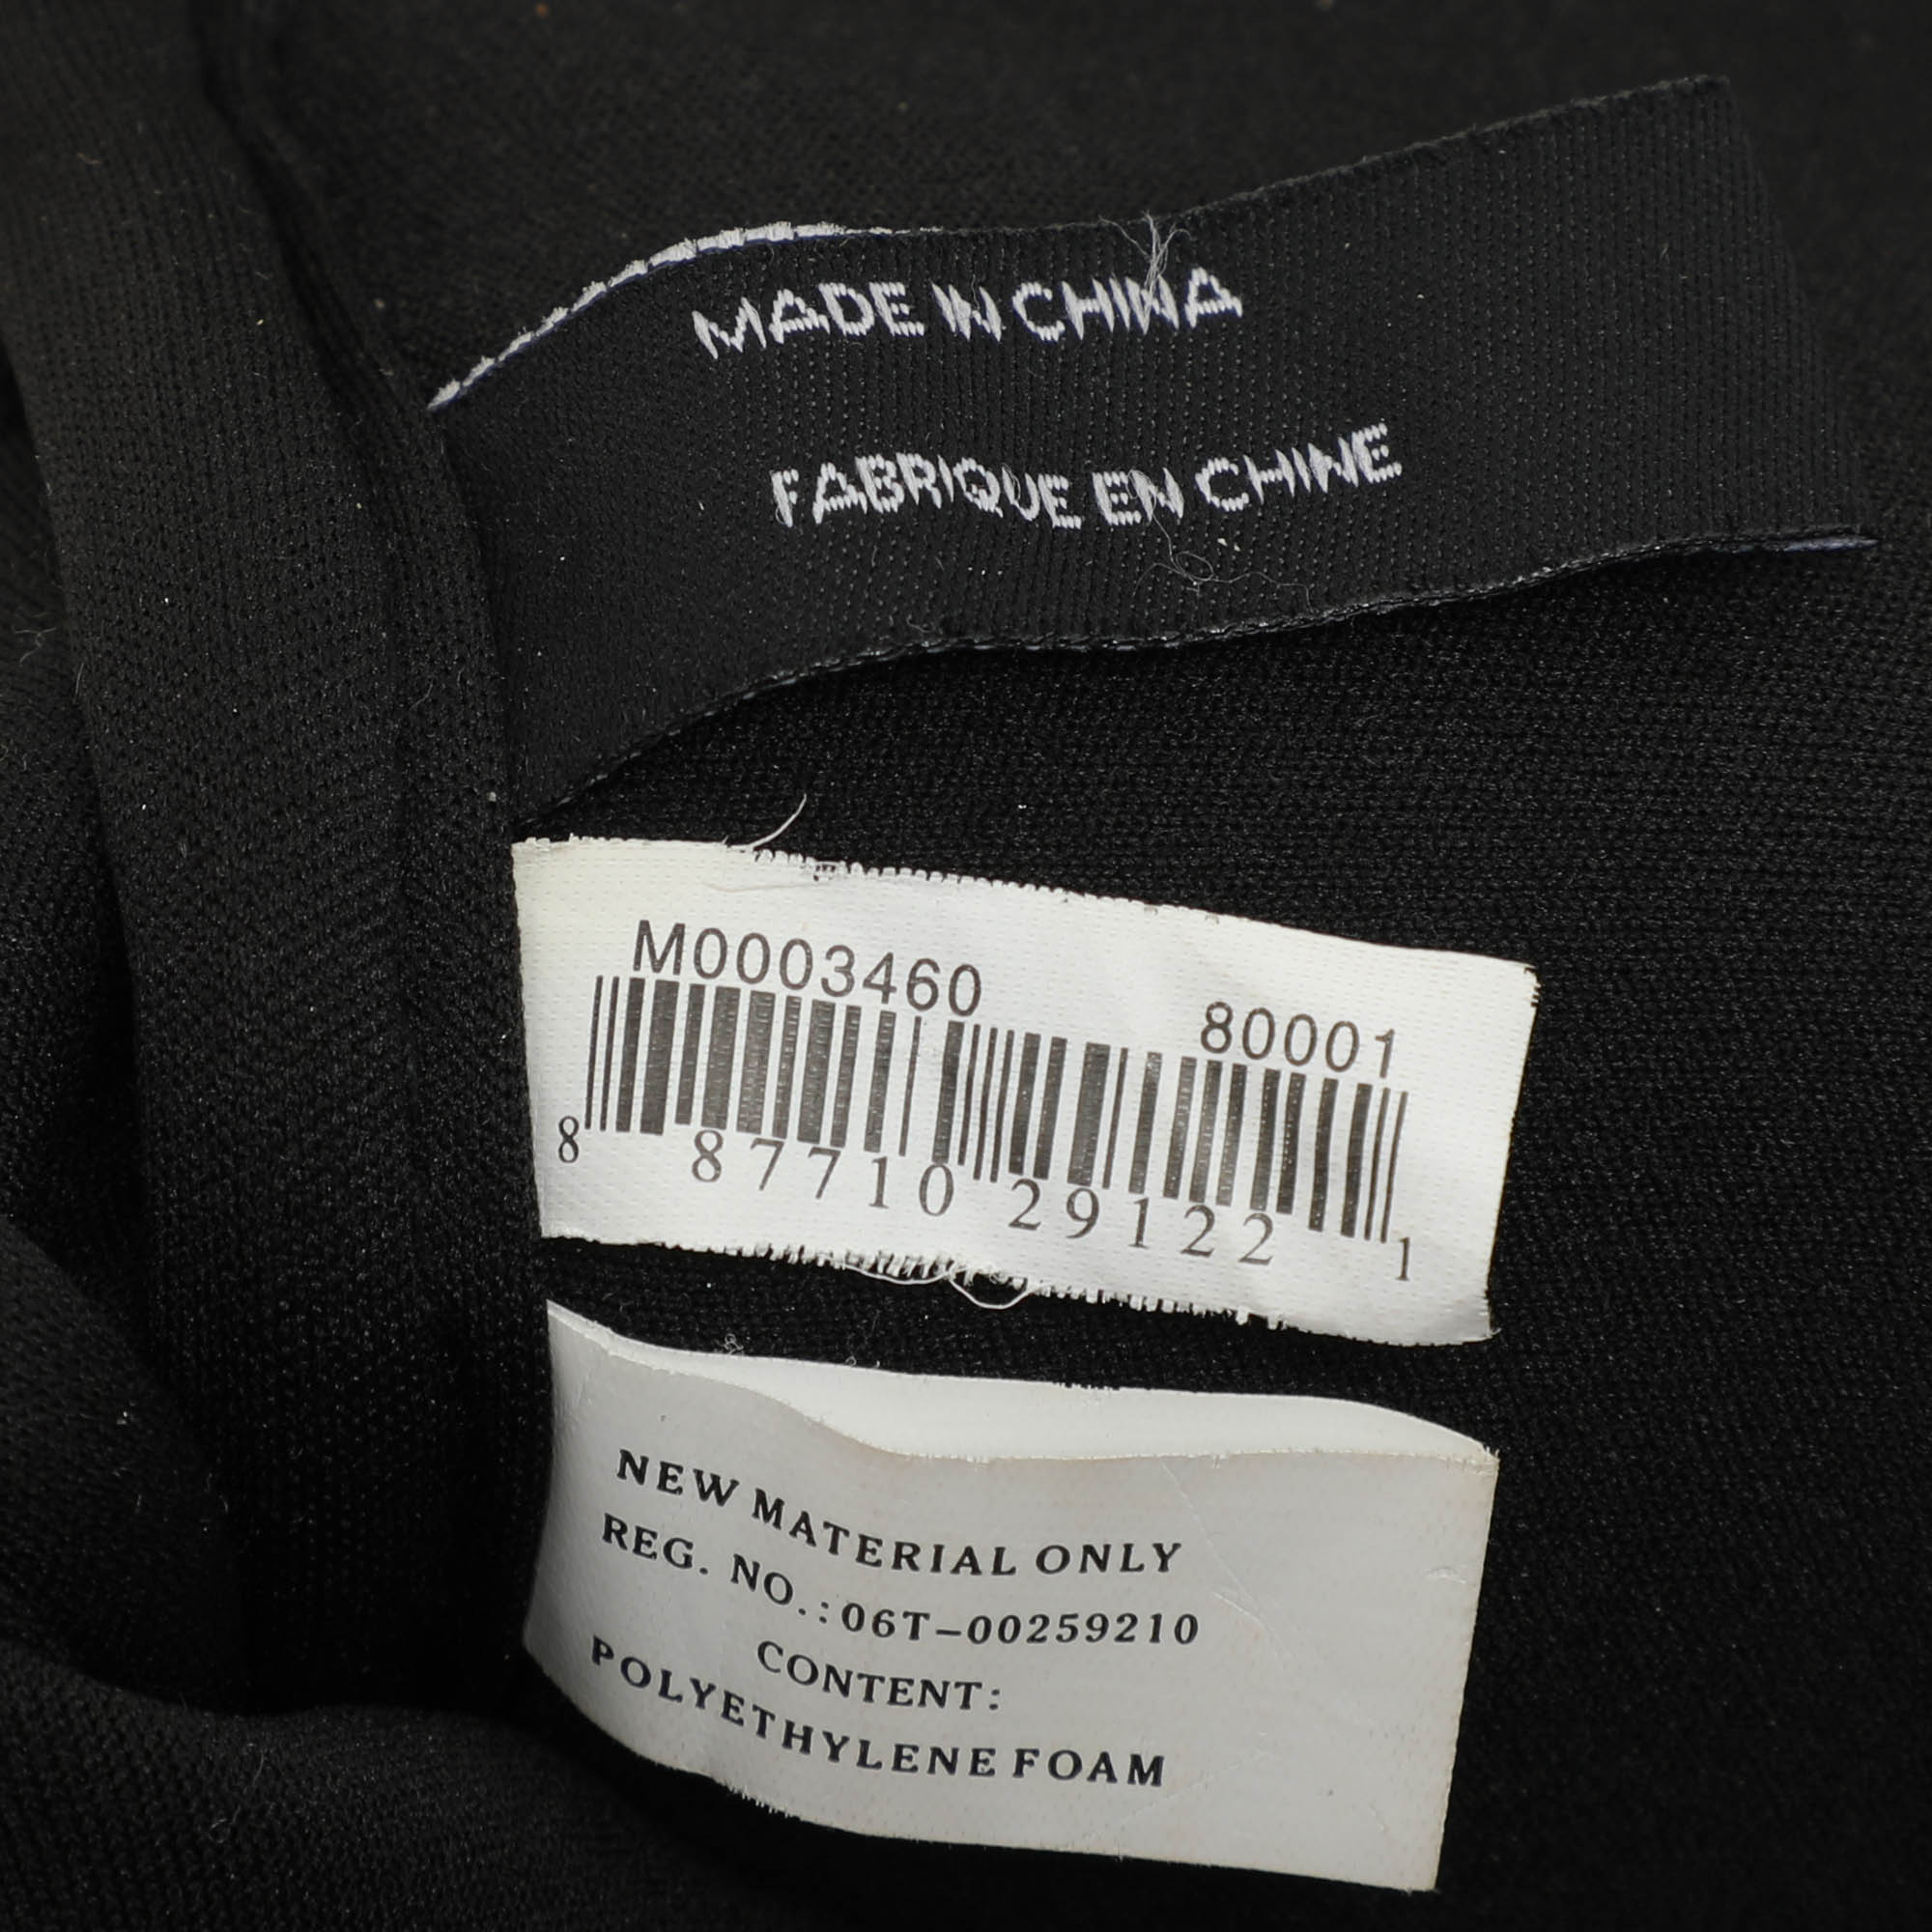 MADE IN CHINA
FABRIQUE EN CHINE
M0003460 80001
8 87710 29122 1
NEW MATERIAL ONLY
REG. NO.:06T-00259210
CONTENT:
POLYETHYLENE FOAM